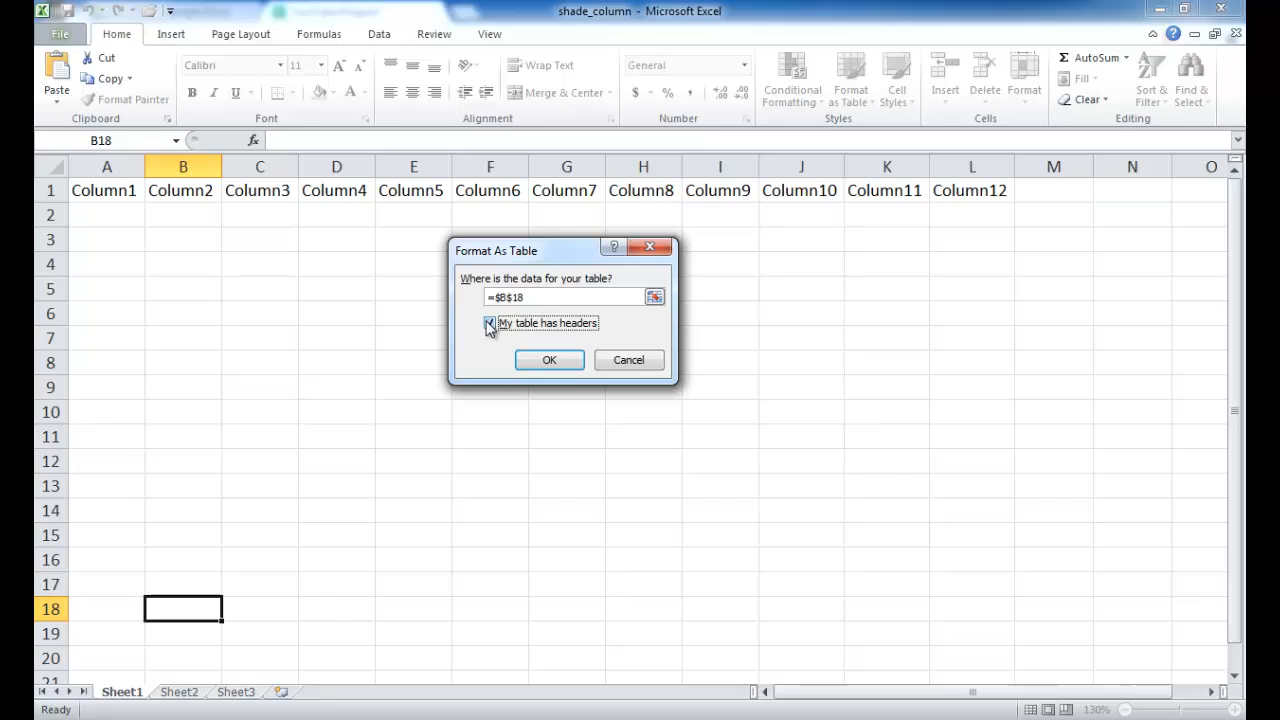 shade_column - Microsoft Excel
File Home Insert Page Layout Formulas Data Review View
Paste
Cut
Copy
Format Painter
Clipboard
Calibri 11
B I U
A
Font
Wrap Text
Merge & Center
Alignment
General
$ % ,
Number
Conditional Formatting
Format as Table
Cell Styles
Styles
Insert Delete Format
Cells
Σ AutoSum
Fill
Clear
Sort & Filter
Find & Select
Editing
B18 fx
A B C D E F G H I J K L M N O
1 Column1 Column2 Column3 Column4 Column5 Column6 Column7 Column8 Column9 Column10 Column11 Column12
2
3
4
5
6
7
8
9
10
11
12
13
14
15
16
17
18
19
20
21
Format As Table
Where is the data for your table?
=$B$18
My table has headers
OK Cancel
Sheet1 Sheet2 Sheet3
Ready 130%